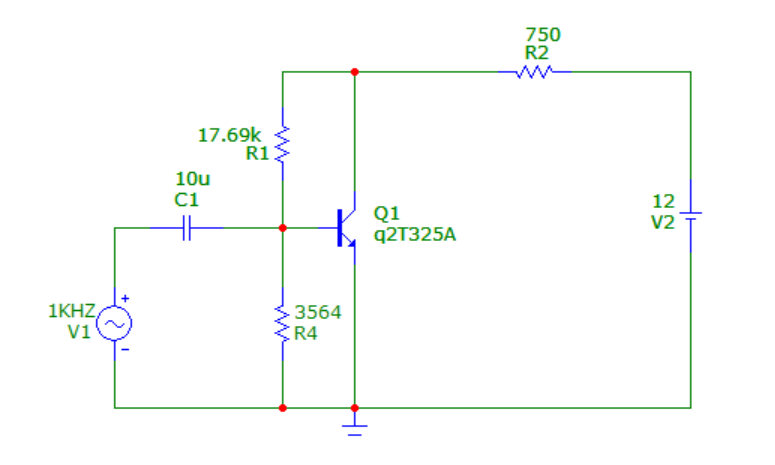 750
R2
17.69k
R1
10u
C1
Q1
q2T325A
12
V2
1KHZ
V1
+
-
3564
R4